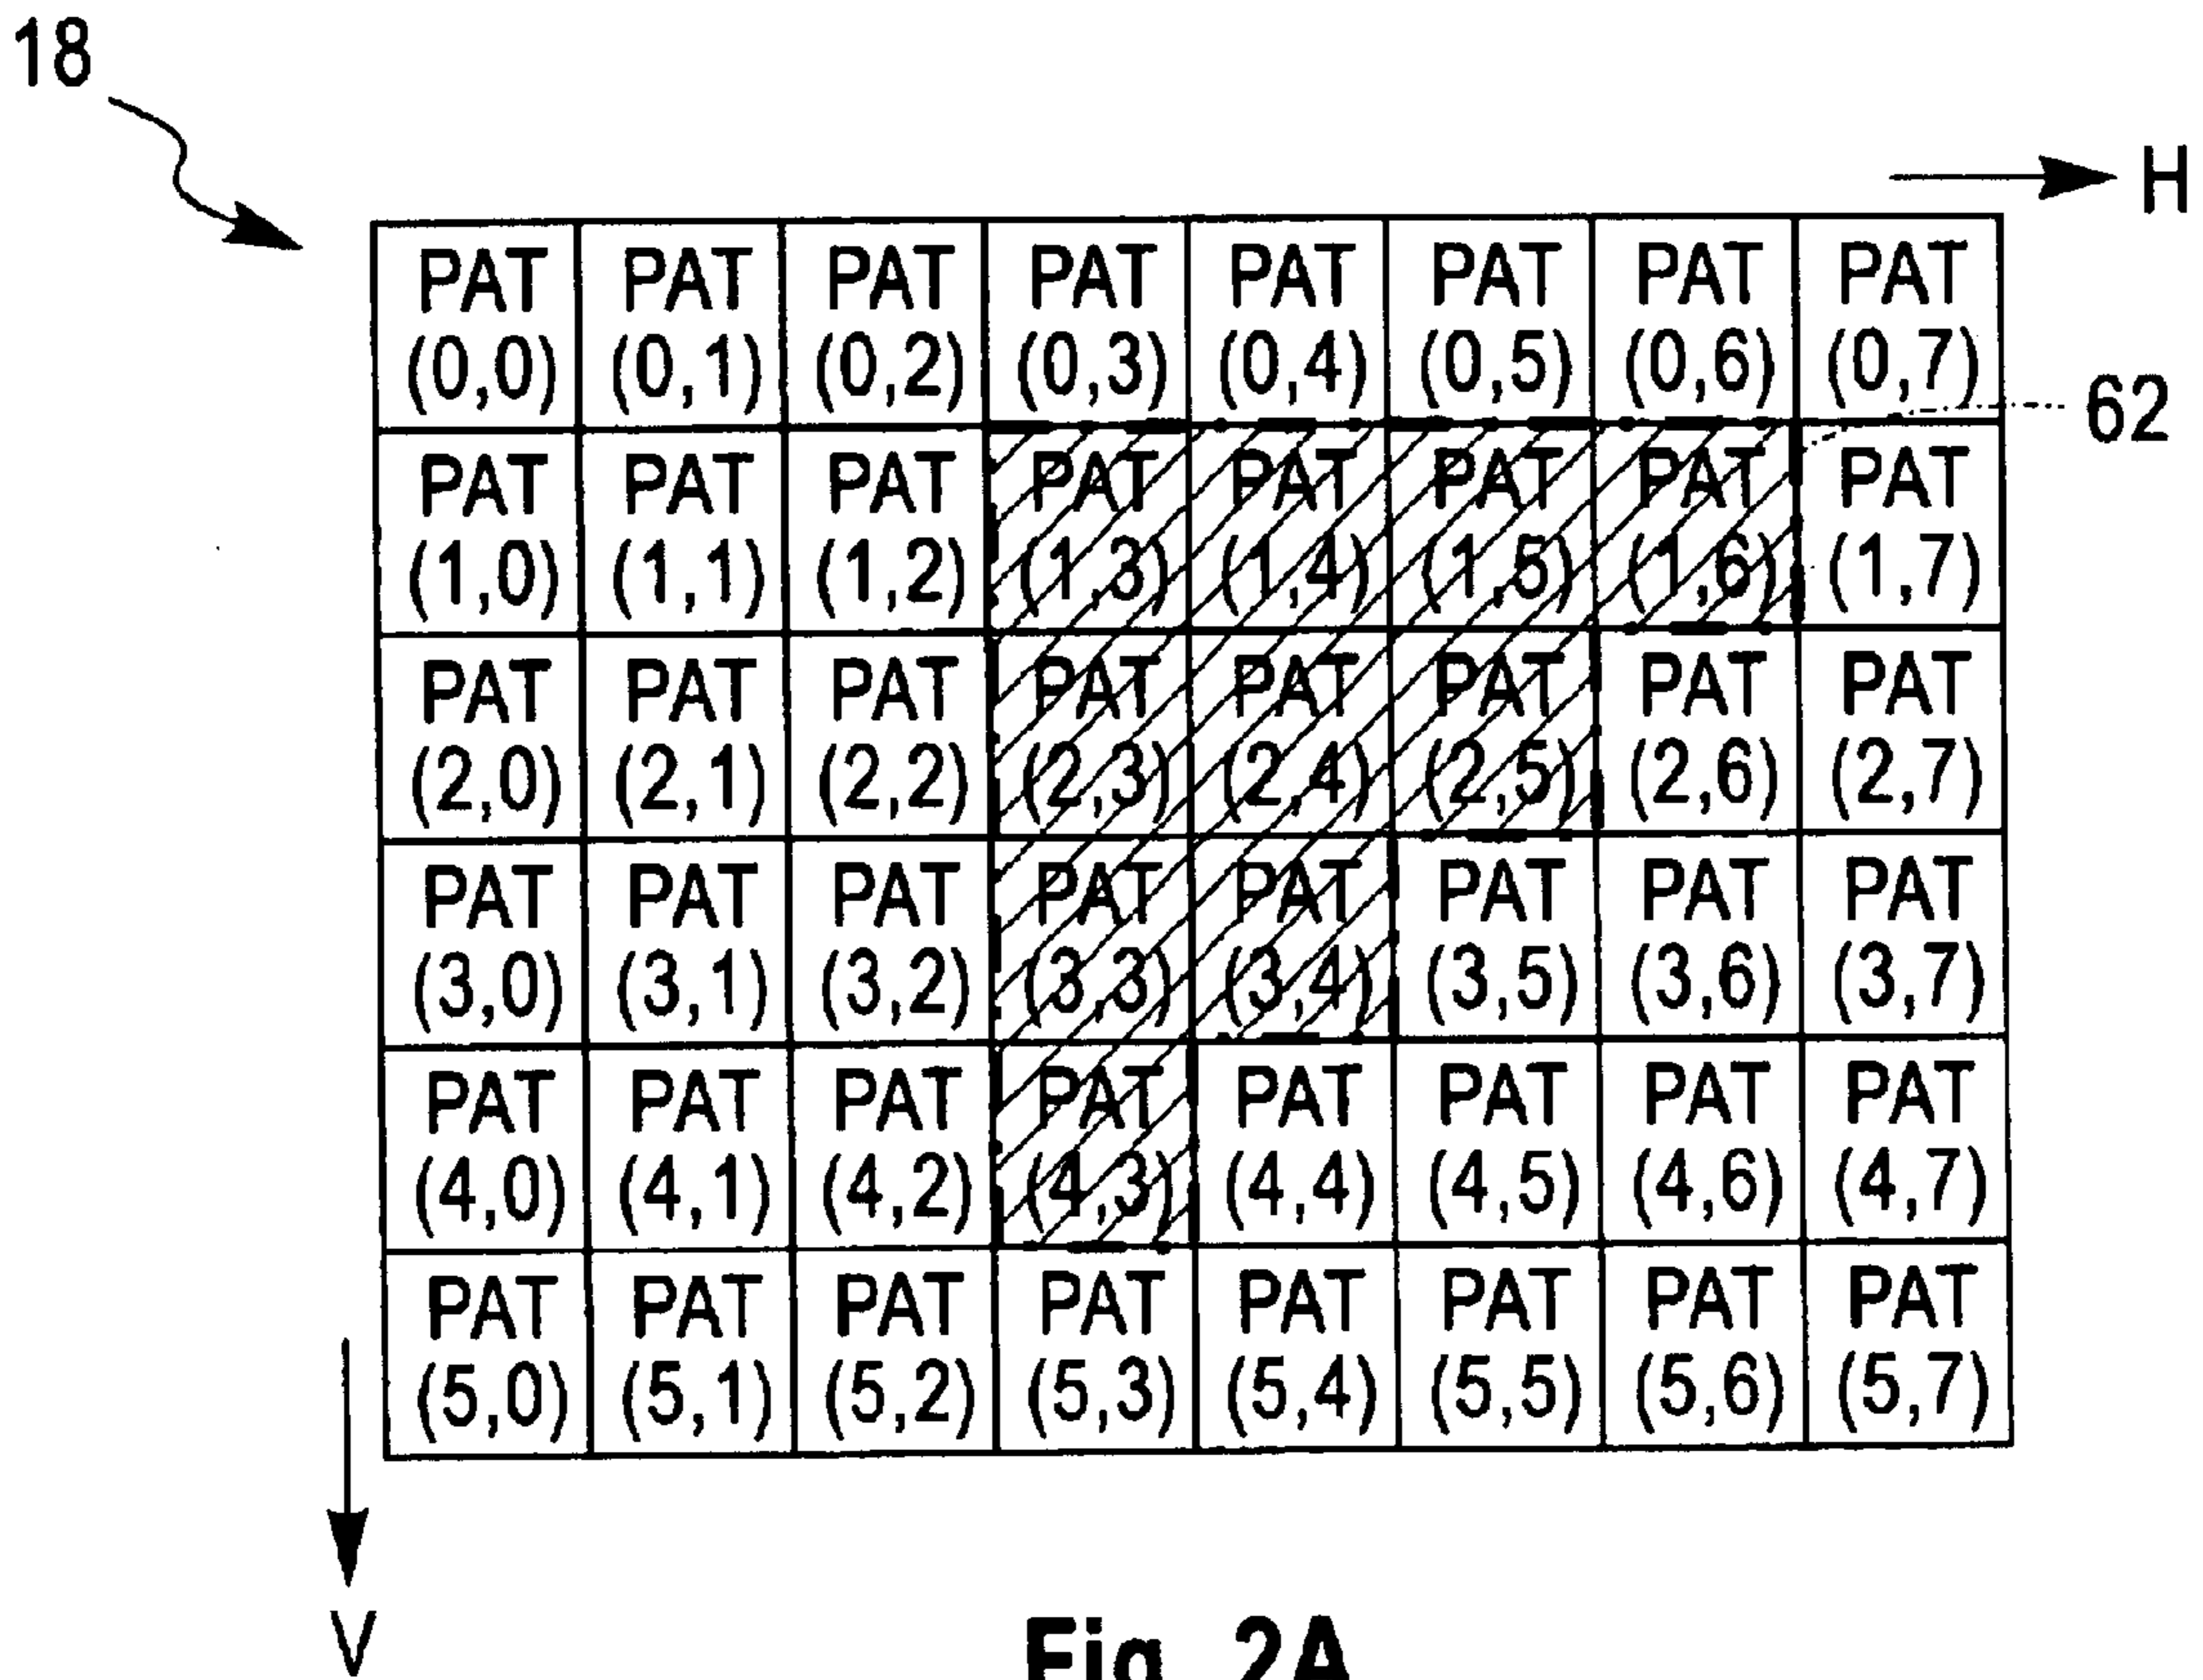 18
H
PAT PAT PAT PAT PAT PAT PAT PAT
(0,0) (0,1) (0,2) (0,3) (0,4) (0,5) (0,6) (0,7)
62
PAT PAT PAT PAT PAT PAT PAT PAT
(1,0) (1,1) (1,2) (1,3) (1,4) (1,5) (1,6) (1,7)
PAT PAT PAT PAT PAT PAT PAT PAT
(2,0) (2,1) (2,2) (2,3) (2,4) (2,5) (2,6) (2,7)
PAT PAT PAT PAT PAT PAT PAT PAT
(3,0) (3,1) (3,2) (3,3) (3,4) (3,5) (3,6) (3,7)
PAT PAT PAT PAT PAT PAT PAT PAT
(4,0) (4,1) (4,2) (4,3) (4,4) (4,5) (4,6) (4,7)
PAT PAT PAT PAT PAT PAT PAT PAT
(5,0) (5,1) (5,2) (5,3) (5,4) (5,5) (5,6) (5,7)
V
Fig. 2A